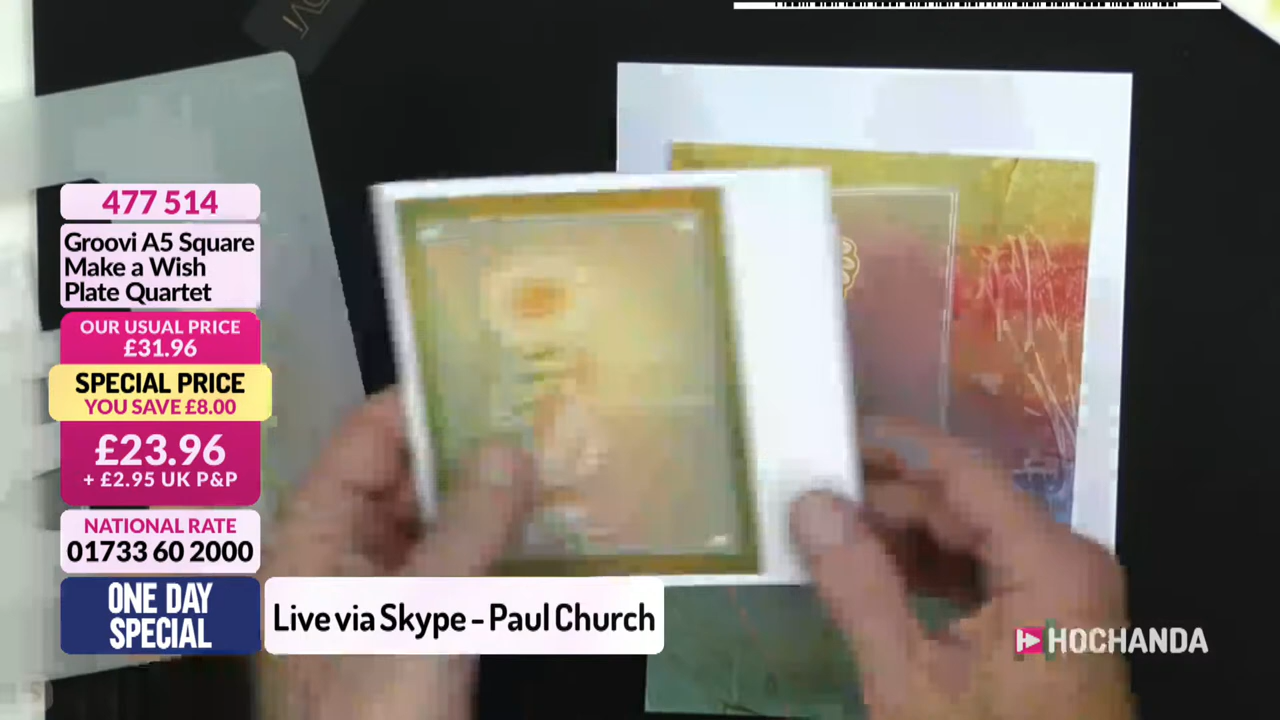 477 514
Groovi A5 Square
Make a Wish
Plate Quartet
OUR USUAL PRICE
£31.96
SPECIAL PRICE
YOU SAVE £8.00
£23.96
+ £2.95 UK P&P
NATIONAL RATE
01733 60 2000
ONE DAY
SPECIAL
Live via Skype - Paul Church
HOCHANDA